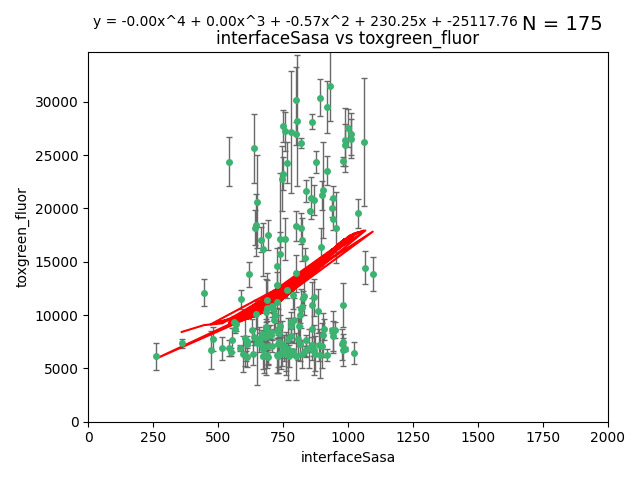 y = -0.00x^4 + 0.00x^3 + -0.57x^2 + 230.25x + -25117.76 N = 175
interfaceSasa vs toxgreen_fluor
30000
25000
20000
15000
10000
5000
0
toxgreen_fluor
0 250 500 750 1000 1250 1500 1750 2000
interfaceSasa